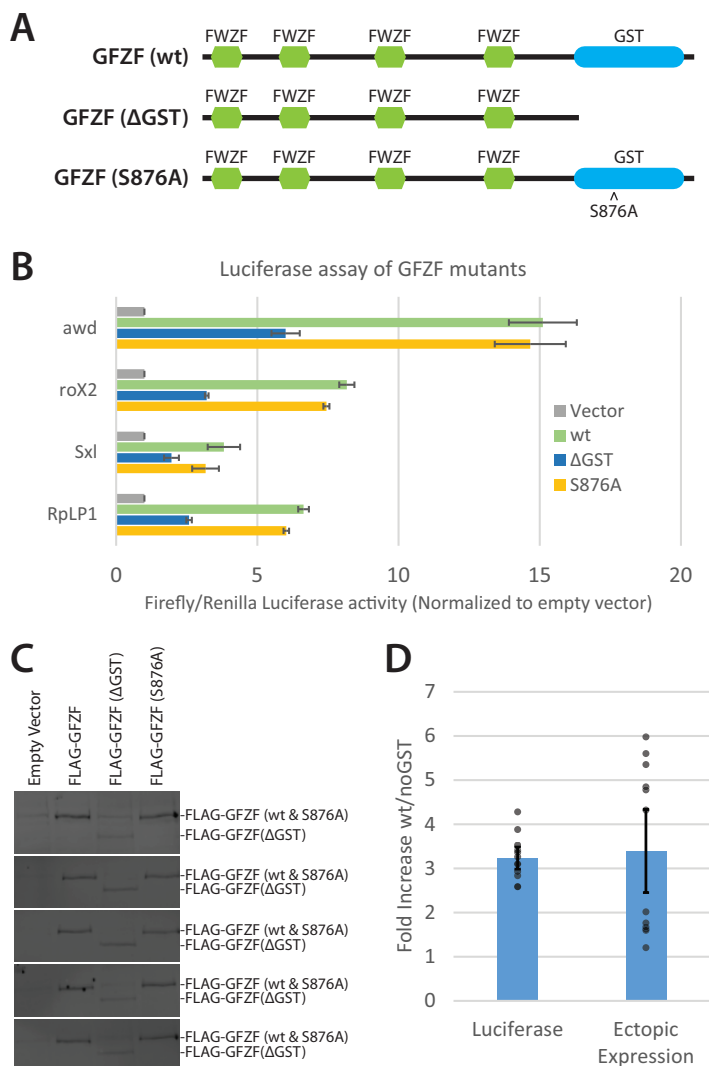 A
FWZF FWZF FWZF FWZF GST
GFZF (wt)
FWZF FWZF FWZF FWZF
GFZF (ΔGST)
FWZF FWZF FWZF FWZF GST
GFZF (S876A)
^
S876A
B
Luciferase assay of GFZF mutants
awd
roX2
Sxl
RpLP1
Vector
wt
ΔGST
S876A
0 5 10 15 20
Firefly/Renilla Luciferase activity (Normalized to empty vector)
C
Empty Vector
FLAG-GFZF
FLAG-GFZF (ΔGST)
FLAG-GFZF (S876A)
-FLAG-GFZF (wt & S876A)
-FLAG-GFZF(ΔGST)
-FLAG-GFZF (wt & S876A)
-FLAG-GFZF(ΔGST)
-FLAG-GFZF (wt & S876A)
-FLAG-GFZF(ΔGST)
-FLAG-GFZF (wt & S876A)
-FLAG-GFZF(ΔGST)
-FLAG-GFZF (wt & S876A)
-FLAG-GFZF(ΔGST)
D
Fold Increase wt/noGST
7
6
5
4
3
2
1
0
Luciferase
Ectopic
Expression